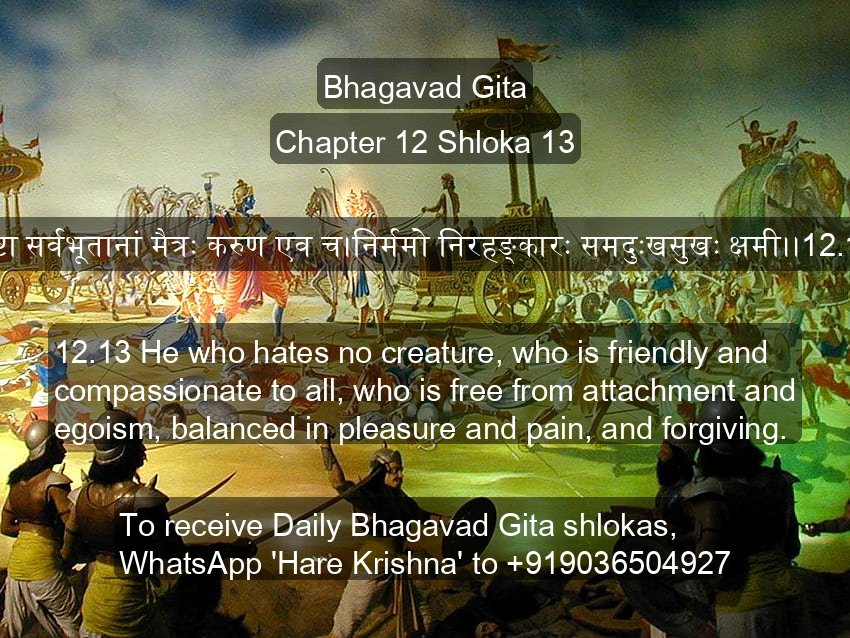 Bhagavad Gita
Chapter 12 Shloka 13
सर्वभूतानां मैत्रः करुण एव च।निर्ममो निरहङ्कारः समदुःखसुखः क्षमी।।12.
12.13 He who hates no creature, who is friendly and
compassionate to all, who is free from attachment and
egoism, balanced in pleasure and pain, and forgiving.
To receive Daily Bhagavad Gita shlokas,
WhatsApp 'Hare Krishna' to +919036504927